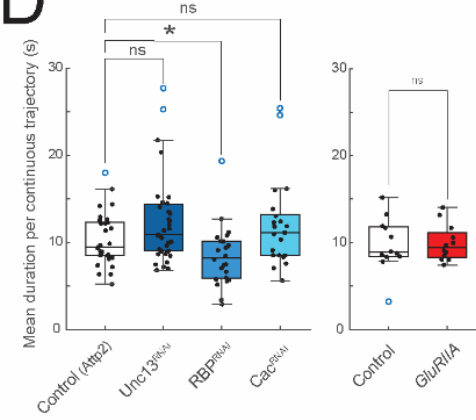 D
ns
*
ns
ns
Mean duration per continuous trajectory (s)
30
20
10
0
30
20
10
0
Control (Attp2)
Unc13RNAi
RBPRNAi
CacRNAi
Control
GluRIIA